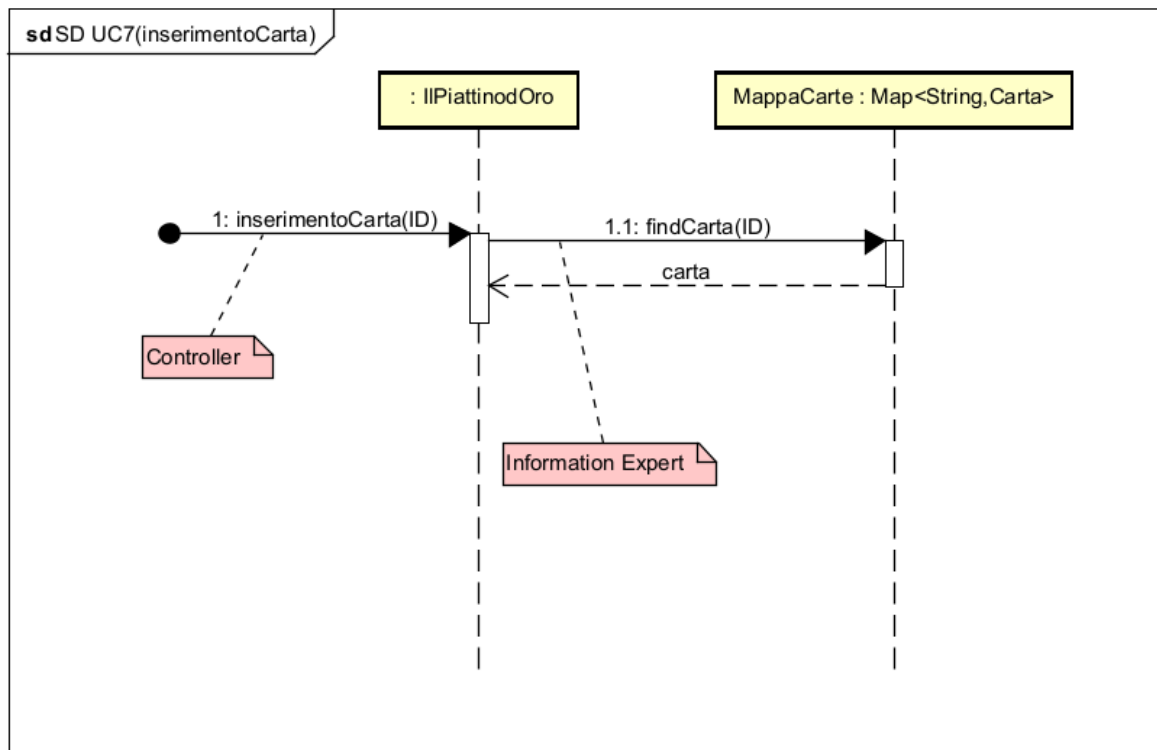 sd SD UC7(inserimentoCarta)
: IlPiattinodOro
MappaCarte : Map<String,Carta>
1: inserimentoCarta(ID)
1.1: findCarta(ID)
carta
Controller
Information Expert